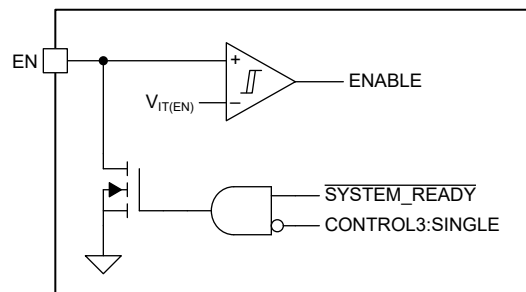 EN
+
ENABLE
V_IT(EN)
−
SYSTEM_READY
CONTROL3:SINGLE